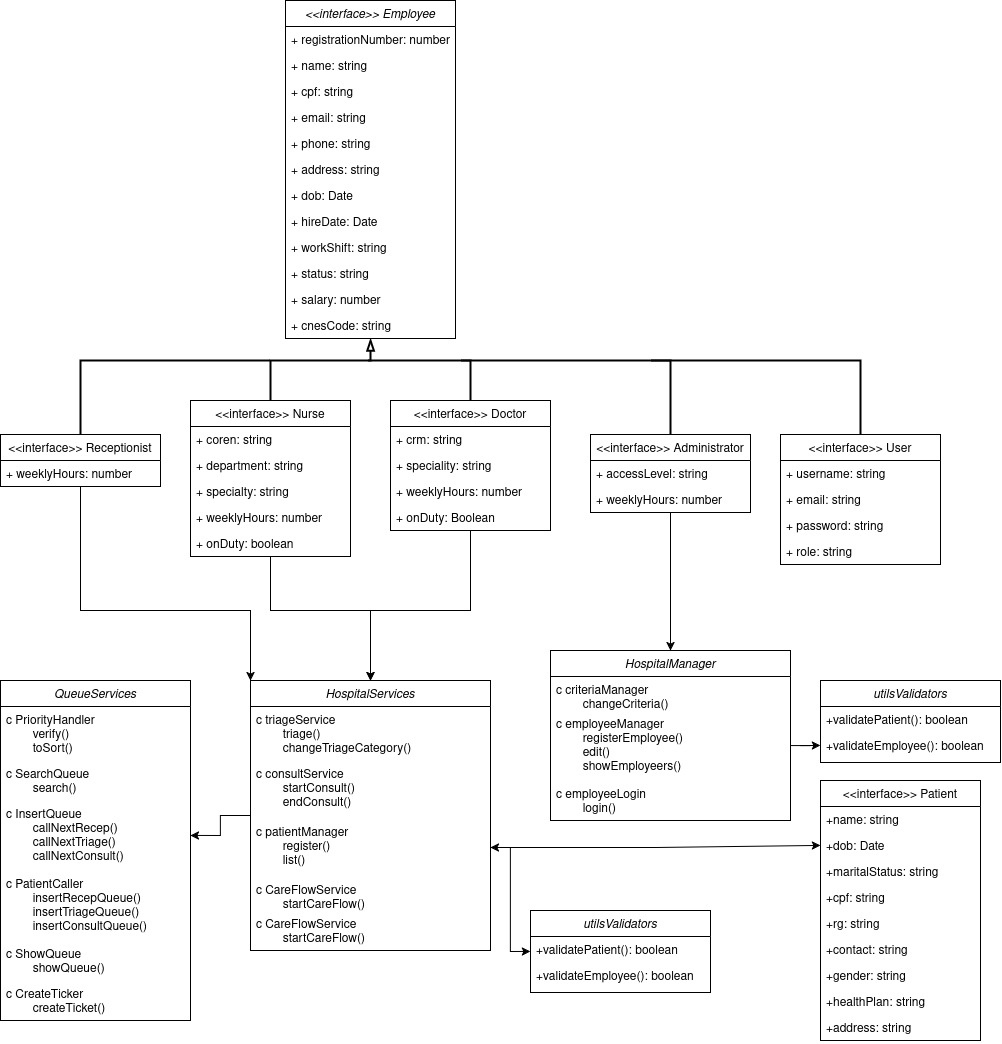 <<interface>> Employee
+ registrationNumber: number
+ name: string
+ cpf: string
+ email: string
+ phone: string
+ address: string
+ dob: Date
+ hireDate: Date
+ workShift: string
+ status: string
+ salary: number
+ cnesCode: string
<<interface>> Receptionist
+ weeklyHours: number
<<interface>> Nurse
+ coren: string
+ department: string
+ specialty: string
+ weeklyHours: number
+ onDuty: boolean
<<interface>> Doctor
+ crm: string
+ speciality: string
+ weeklyHours: number
+ onDuty: Boolean
<<interface>> Administrator
+ accessLevel: string
+ weeklyHours: number
<<interface>> User
+ username: string
+ email: string
+ password: string
+ role: string
QueueServices
c PriorityHandler
verify()
toSort()
c SearchQueue
search()
c InsertQueue
callNextRecep()
callNextTriage()
callNextConsult()
c PatientCaller
insertRecepQueue()
insertTriageQueue()
insertConsultQueue()
c ShowQueue
showQueue()
c CreateTicker
createTicket()
HospitalServices
c triageService
triage()
changeTriageCategory()
c consultService
startConsult()
endConsult()
c patientManager
register()
list()
c CareFlowService
startCareFlow()
c CareFlowService
startCareFlow()
HospitalManager
c criteriaManager
changeCriteria()
c employeeManager
registerEmployee()
edit()
showEmployeers()
c employeeLogin
login()
utilsValidators
+validatePatient(): boolean
+validateEmployee(): boolean
<<interface>> Patient
+name: string
+dob: Date
+maritalStatus: string
+cpf: string
+rg: string
+contact: string
+gender: string
+healthPlan: string
+address: string
utilsValidators
+validatePatient(): boolean
+validateEmployee(): boolean